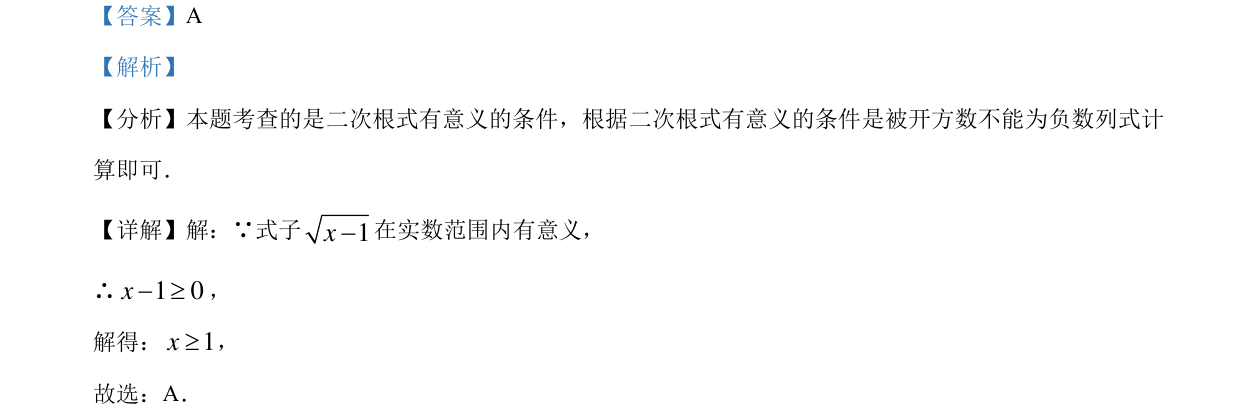 【答案】A
【解析】
【分析】本题考查的是二次根式有意义的条件，根据二次根式有意义的条件是被开方数不能为负数列式计
算即可．
【详解】解：∵式子√(x−1)在实数范围内有意义，
∴ x−1≥0，
解得： x≥1，
故选：A．